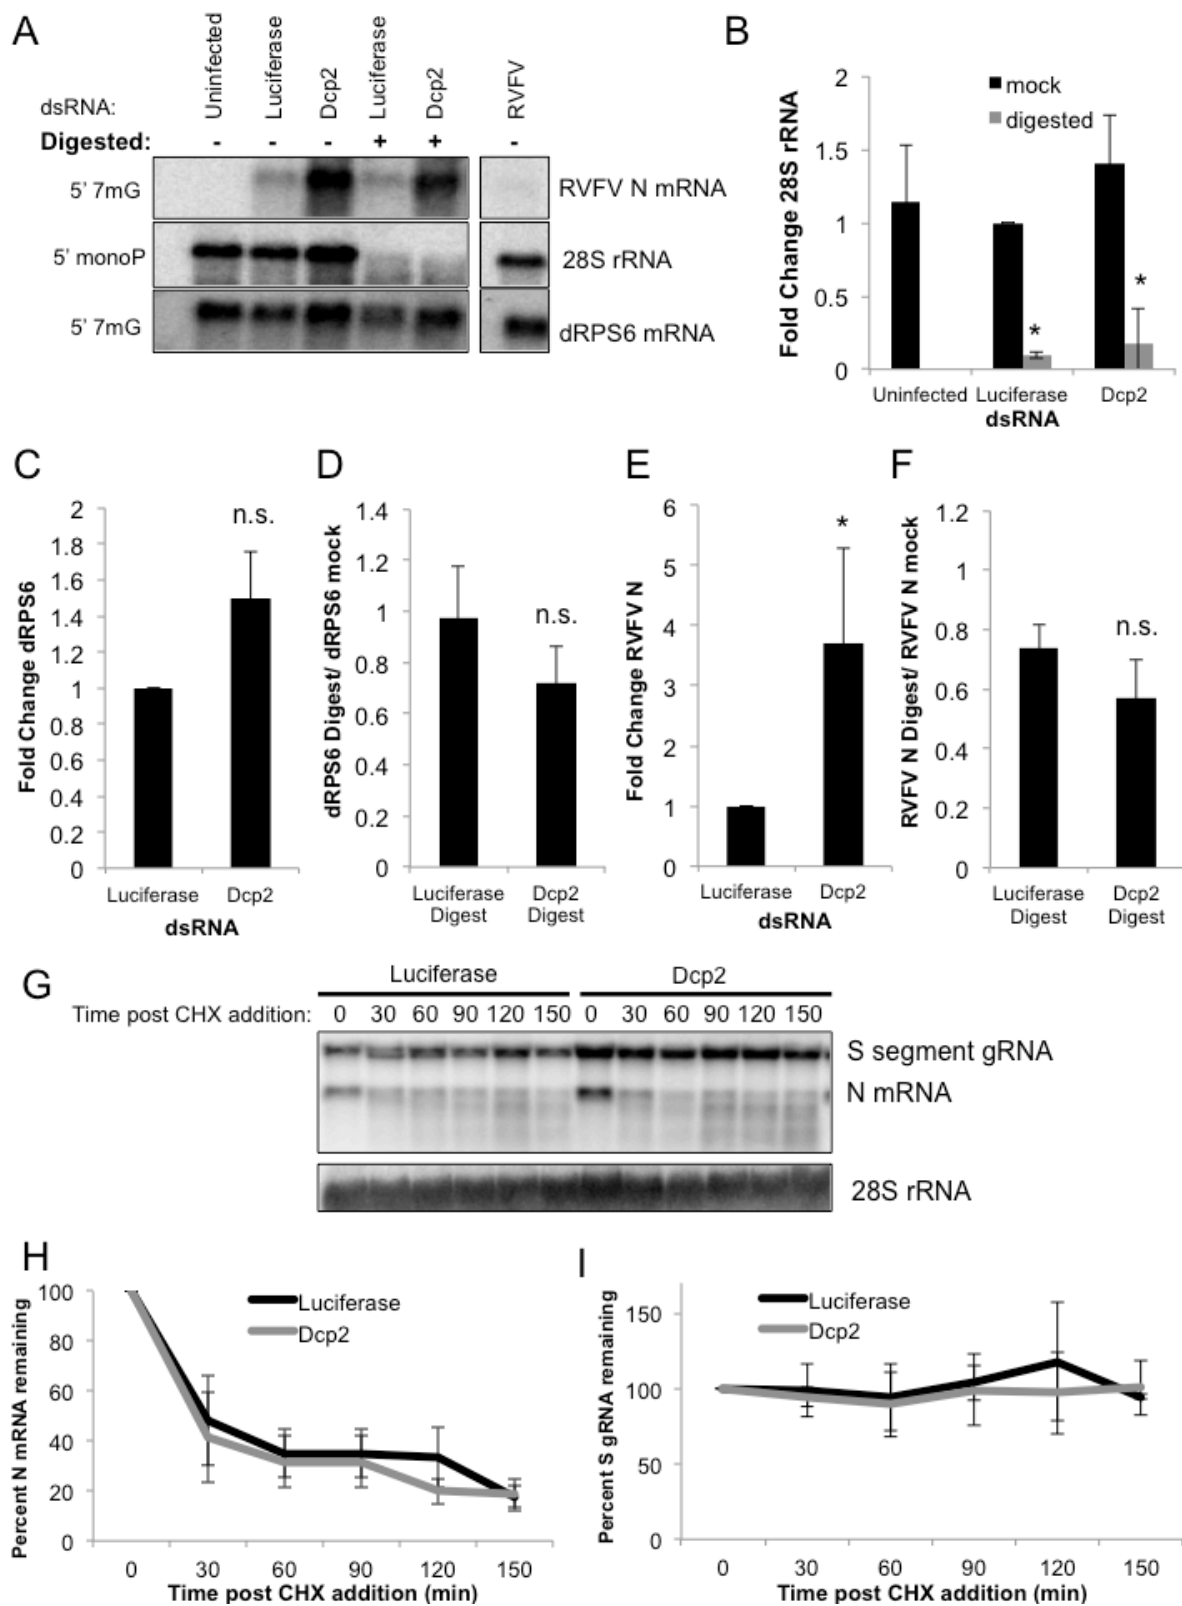 A
dsRNA:
Uninfected
Luciferase
Dcp2
Luciferase
Dcp2
RVFV
Digested: - - - + + -
5' 7mG
RVFV N mRNA
5' monoP
28S rRNA
5' 7mG
dRPS6 mRNA
B
Fold Change 28S rRNA
2
1.5
1
0.5
0
mock
digested
*
*
Uninfected Luciferase Dcp2
dsRNA
C
Fold Change dRPS6
2
1.8
1.6
1.4
1.2
1
0.8
0.6
0.4
0.2
0
n.s.
Luciferase Dcp2
dsRNA
D
dRPS6 Digest/ dRPS6 mock
1.4
1.2
1
0.8
0.6
0.4
0.2
0
n.s.
Luciferase Dcp2
Digest Digest
E
Fold Change RVFV N
6
5
4
3
2
1
0
*
Luciferase Dcp2
dsRNA
F
RVFV N Digest/ RVFV N mock
1.2
1
0.8
0.6
0.4
0.2
0
n.s.
Luciferase Dcp2
Digest Digest
G
Luciferase Dcp2
Time post CHX addition: 0 30 60 90 120 150 0 30 60 90 120 150
S segment gRNA
N mRNA
28S rRNA
H
Percent N mRNA remaining
100
80
60
40
20
0
Luciferase
Dcp2
0 30 60 90 120 150
Time post CHX addition (min)
I
Percent S gRNA remaining
150
100
50
0
Luciferase
Dcp2
0 30 60 90 120 150
Time post CHX addition (min)